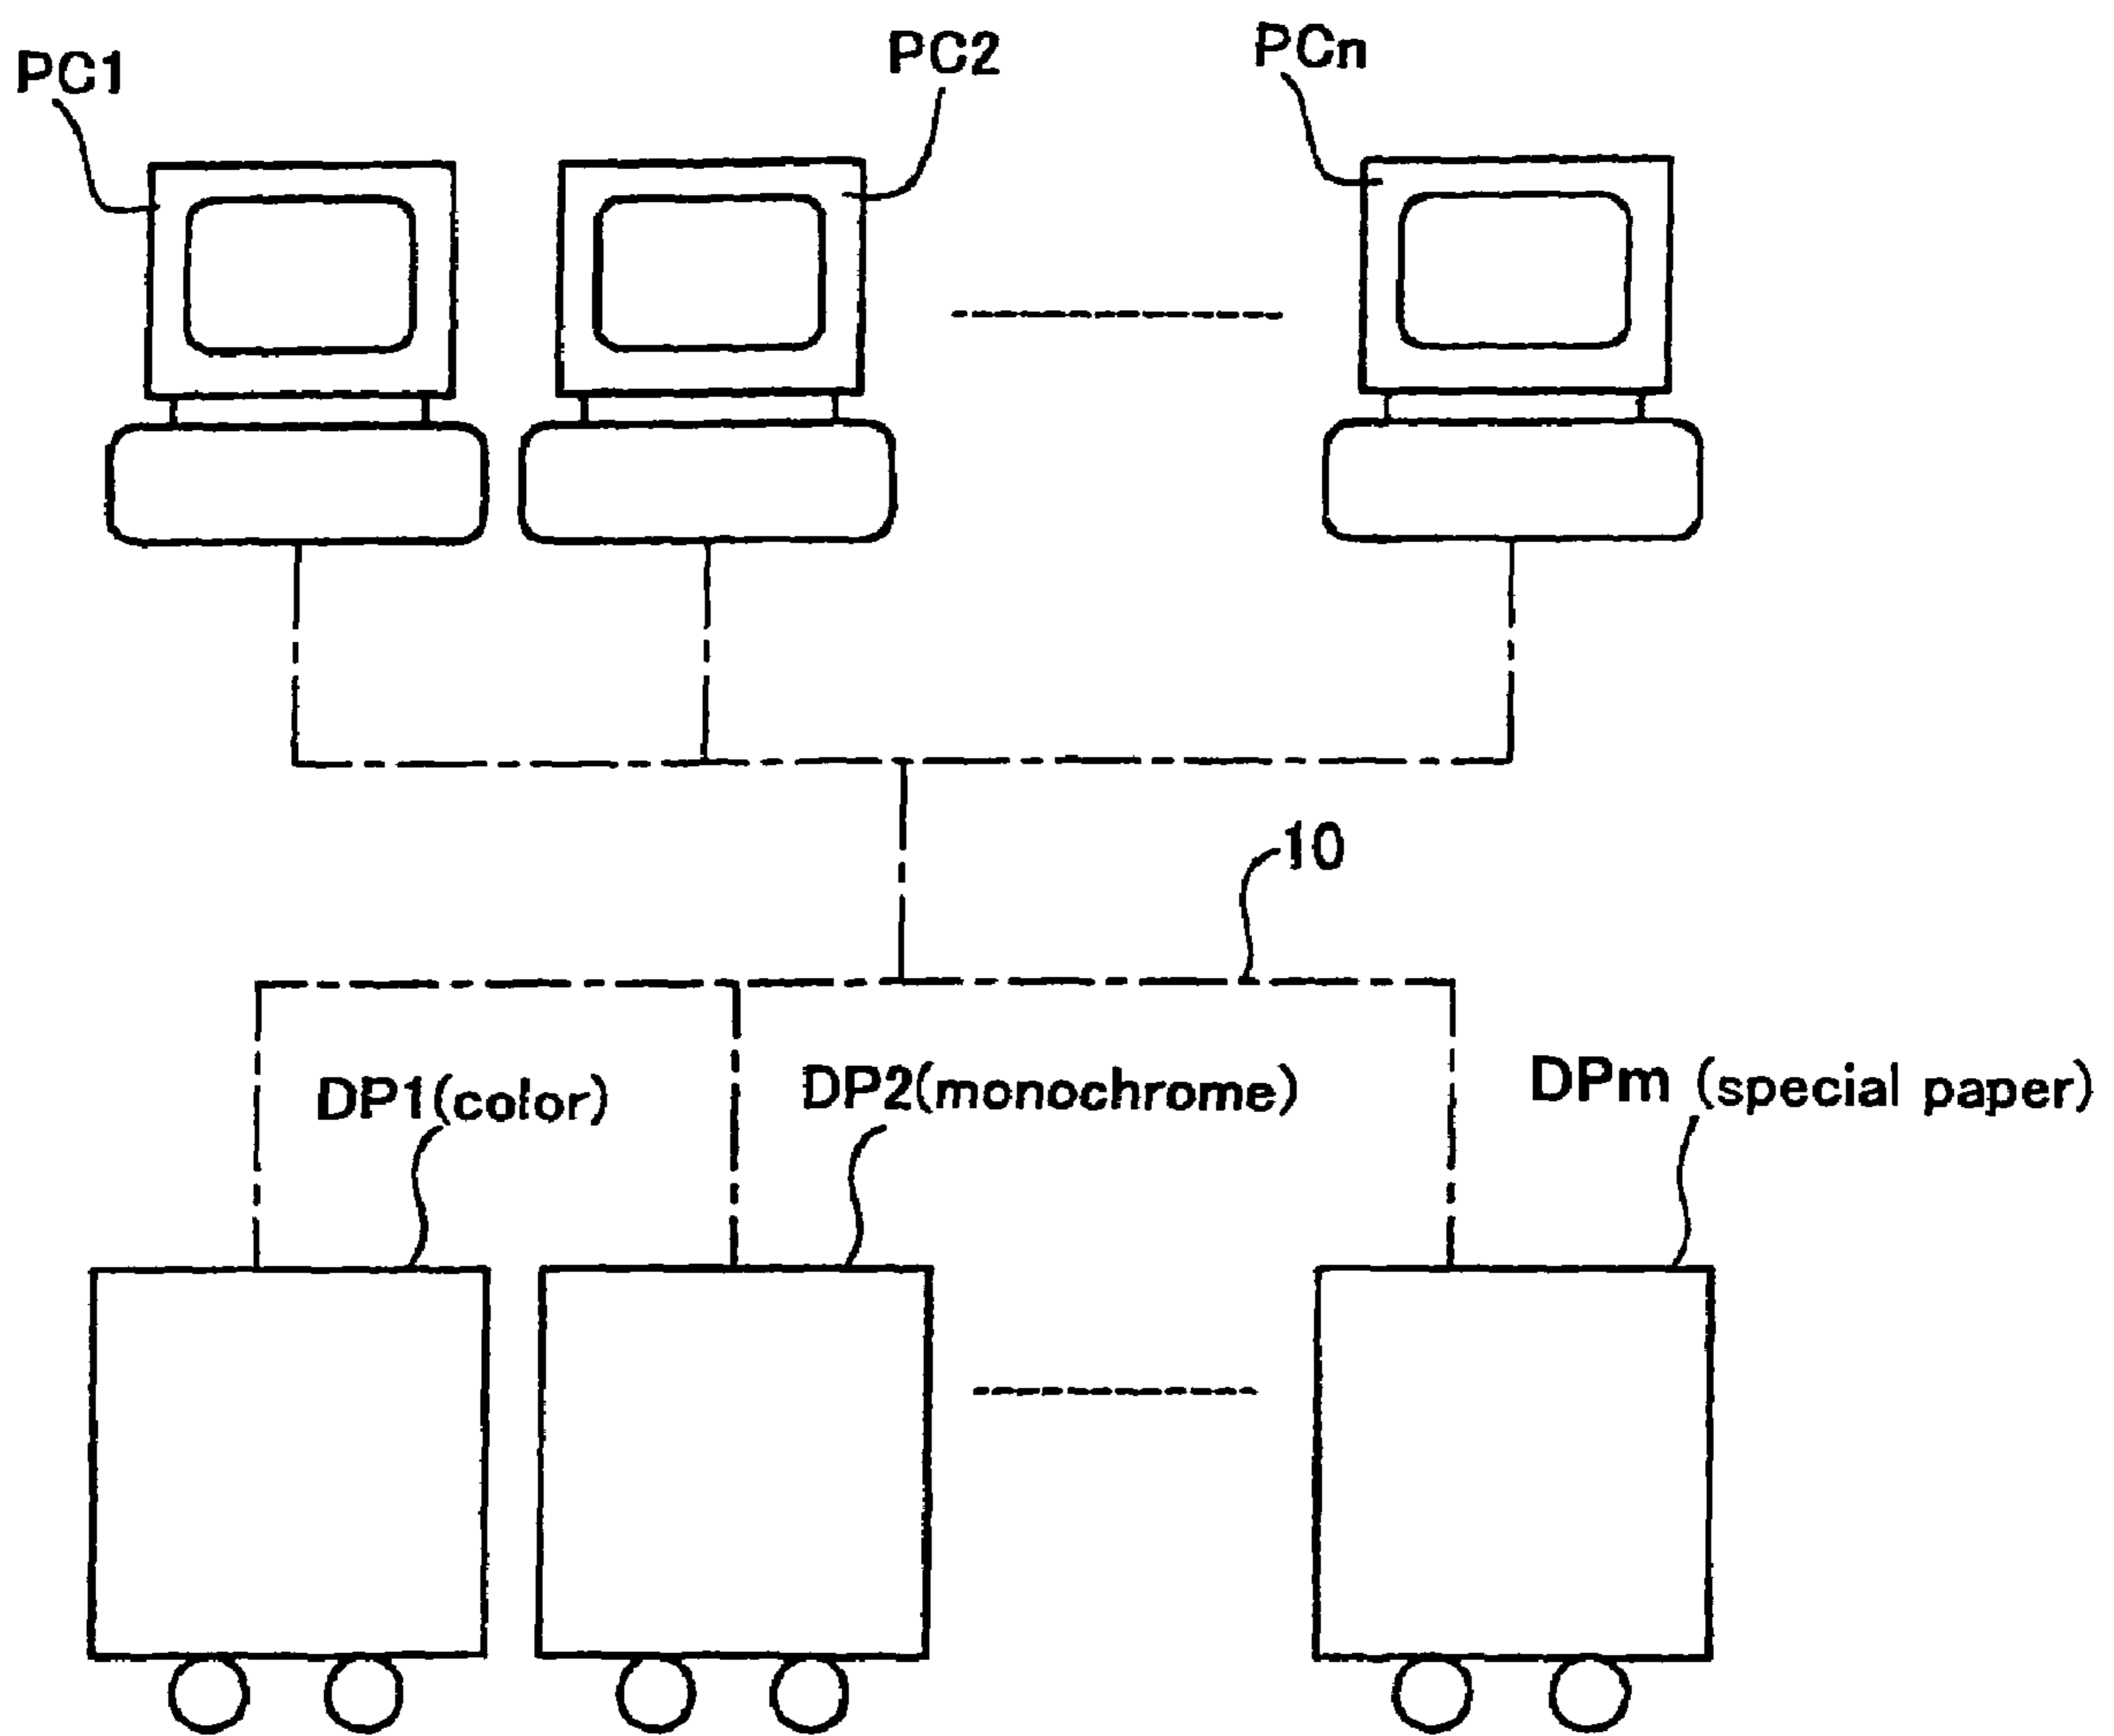 PC1
PC2
PCn
10
DP1(color)
DP2(monochrome)
DPm (special paper)